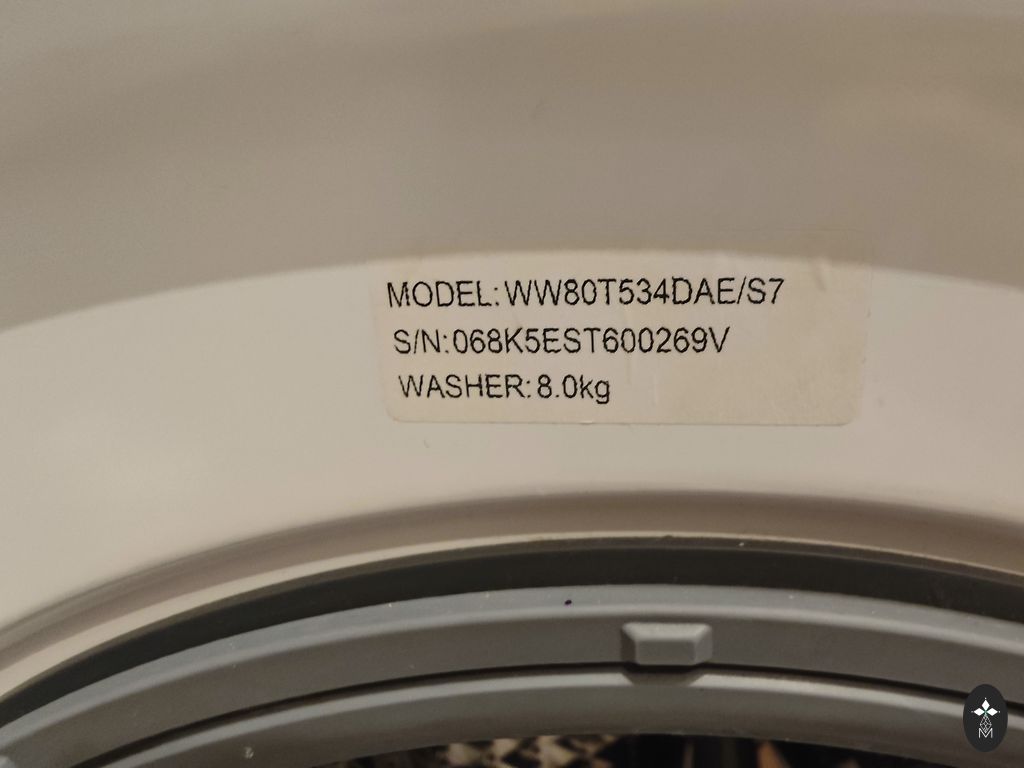 MODEL:WW80T534DAE/S7
S/N:068K5EST600269V
WASHER:8.0kg
M